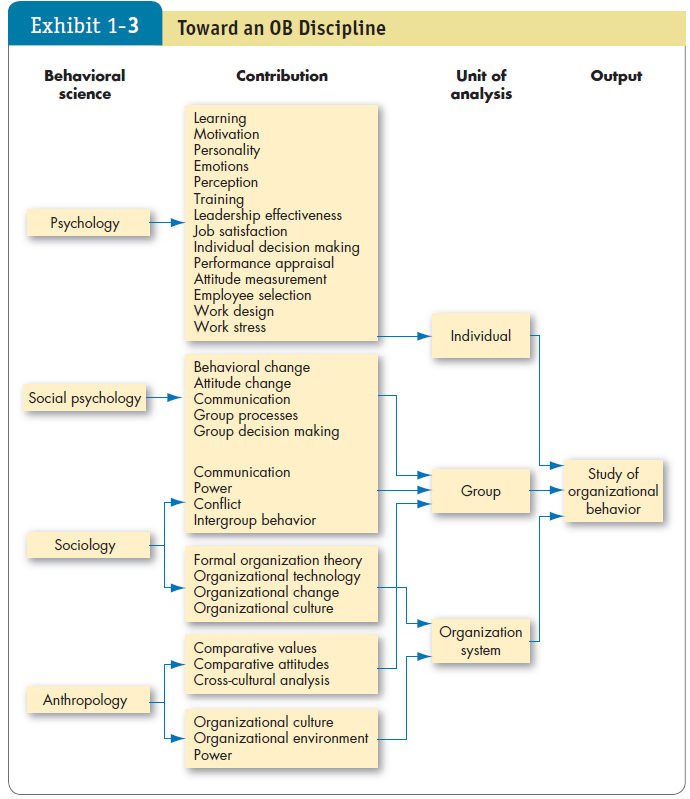 Exhibit 1-3
Toward an OB Discipline
Behavioral
science
Contribution
Unit of
analysis
Output
Psychology
Learning
Motivation
Personality
Emotions
Perception
Training
Leadership effectiveness
Job satisfaction
Individual decision making
Performance appraisal
Attitude measurement
Employee selection
Work design
Work stress
Individual
Social psychology
Behavioral change
Attitude change
Communication
Group processes
Group decision making
Communication
Power
Conflict
Intergroup behavior
Group
Study of
organizational
behavior
Sociology
Formal organization theory
Organizational technology
Organizational change
Organizational culture
Organization
system
Anthropology
Comparative values
Comparative attitudes
Cross-cultural analysis
Organizational culture
Organizational environment
Power